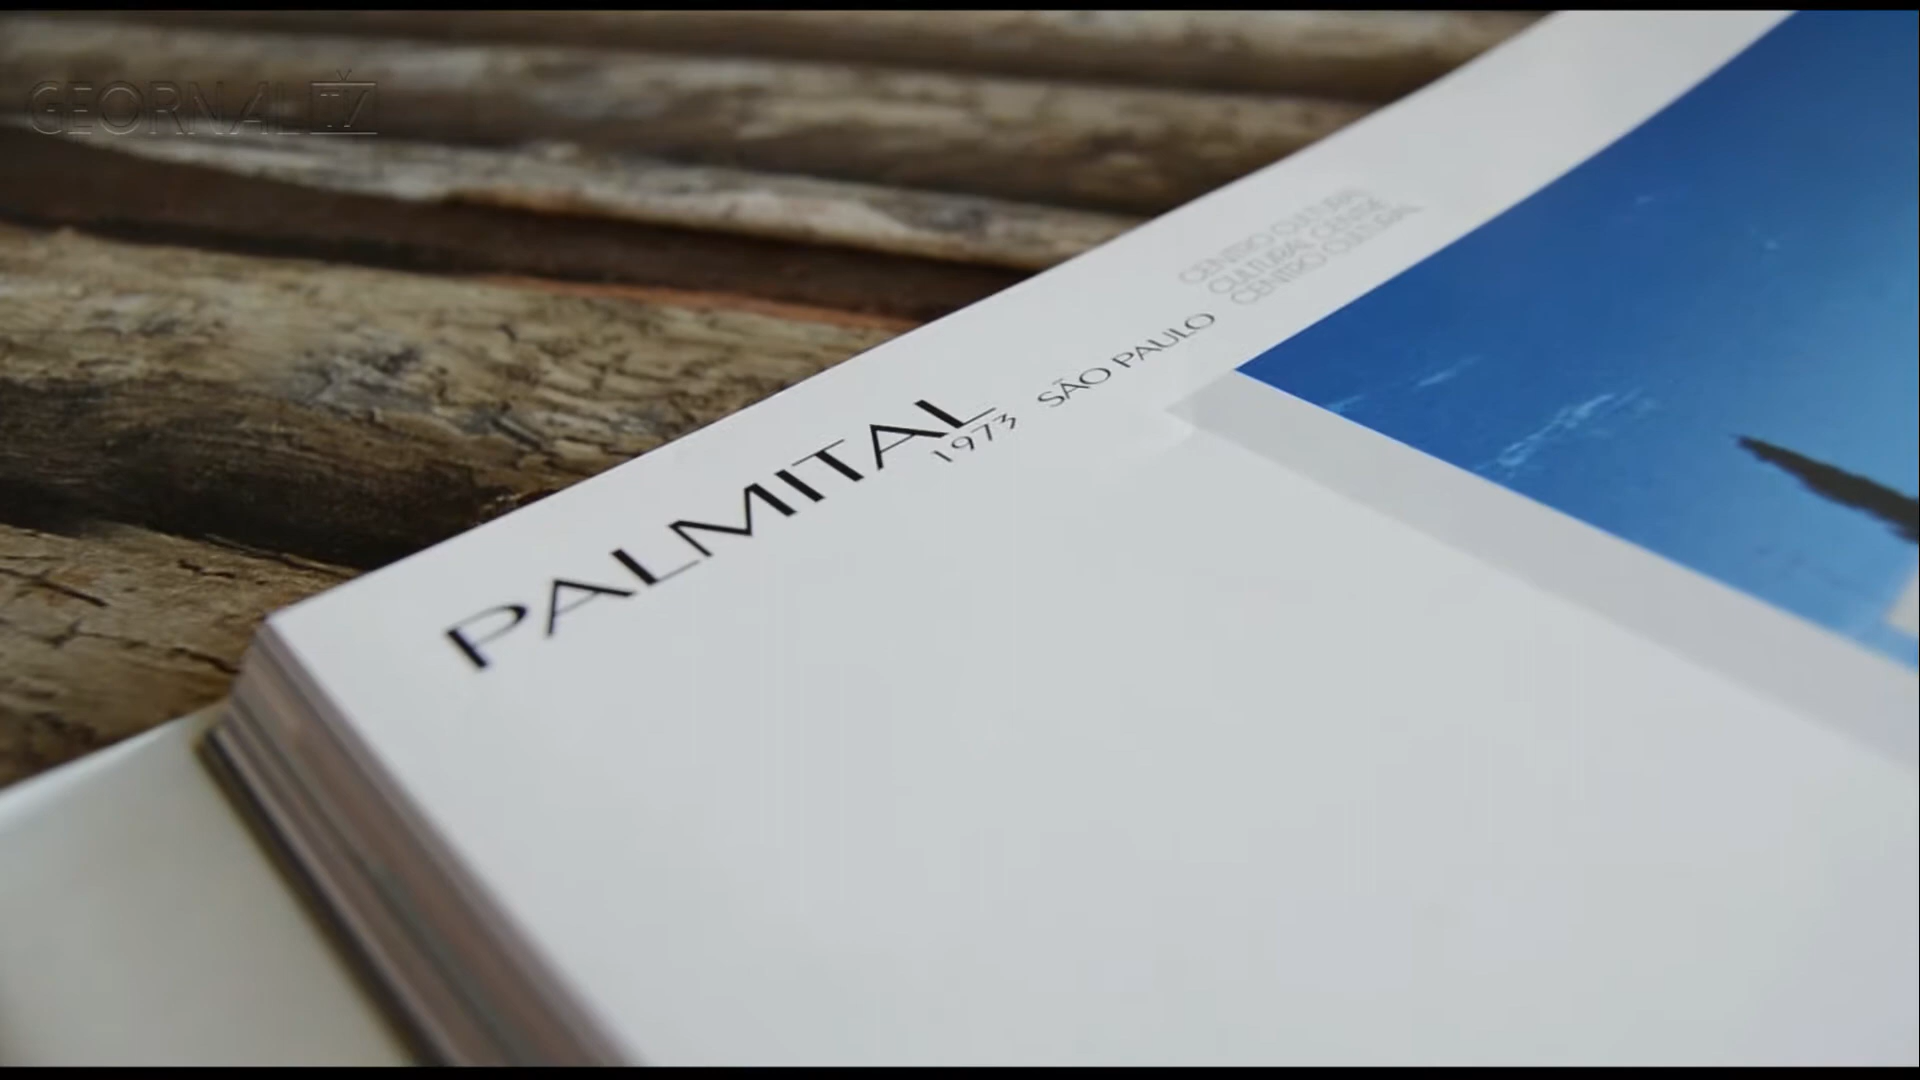 GEORNAL TV
CENTRO CULTURAL
CULTURAL CENTRE
CENTRO CULTURAL
PALMITAL
1973 SÃO PAULO